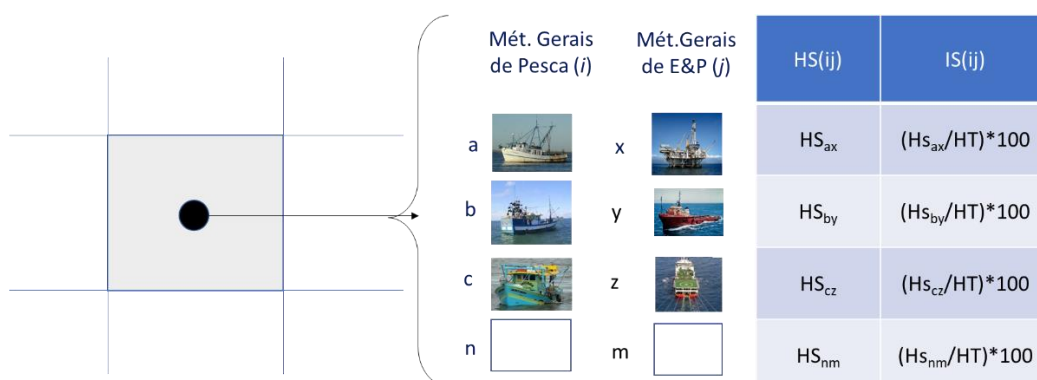 Mét. Gerais
de Pesca (i)
Mét.Gerais
de E&P (j)
HS(ij) IS(ij)
a x HSax (Hsax/HT)*100
b y HSby (Hsby/HT)*100
c z HScz (Hscz/HT)*100
n m HSnm (Hsnm/HT)*100